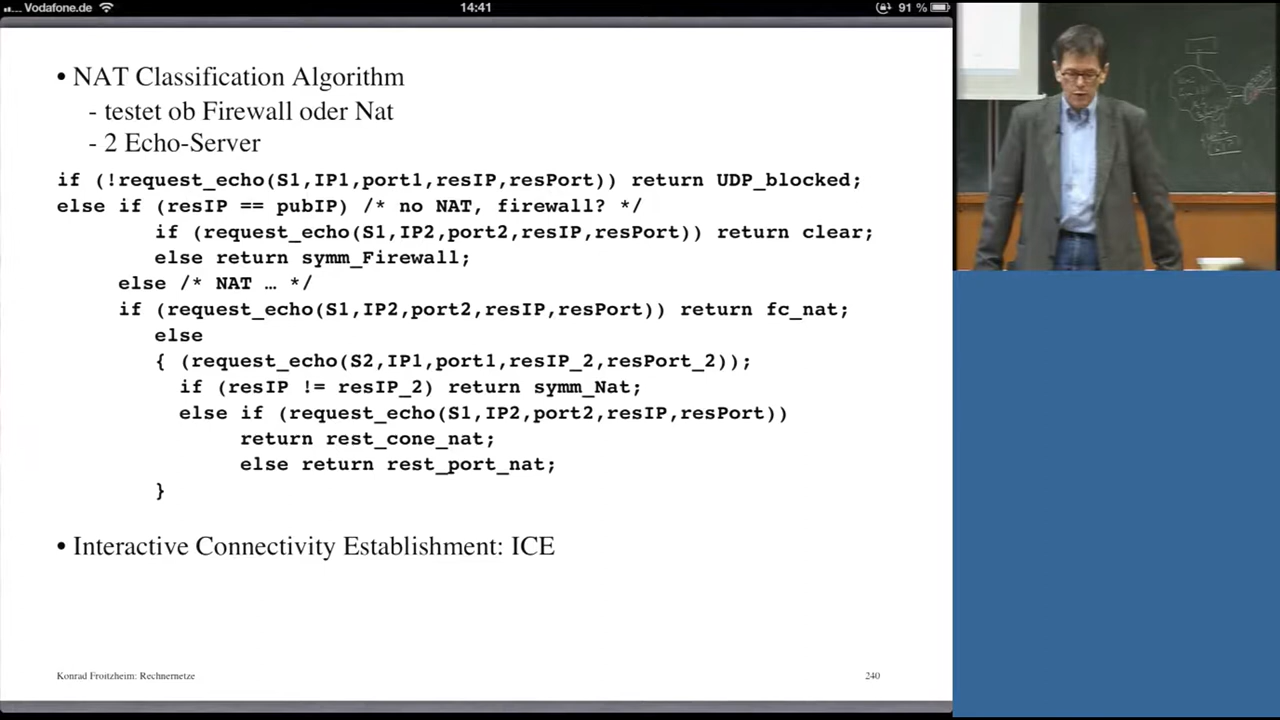 Vodafone.de 14:41 91 %
• NAT Classification Algorithm
- testet ob Firewall oder Nat
- 2 Echo-Server
if (!request_echo(S1,IP1,port1,resIP,resPort)) return UDP_blocked;
else if (resIP == pubIP) /* no NAT, firewall? */
if (request_echo(S1,IP2,port2,resIP,resPort)) return clear;
else return symm_Firewall;
else /* NAT … */
if (request_echo(S1,IP2,port2,resIP,resPort)) return fc_nat;
else
{ (request_echo(S2,IP1,port1,resIP_2,resPort_2));
if (resIP != resIP_2) return symm_Nat;
else if (request_echo(S1,IP2,port2,resIP,resPort))
return rest_cone_nat;
else return rest_port_nat;
}
• Interactive Connectivity Establishment: ICE
Konrad Froitzheim: Rechnernetze 240